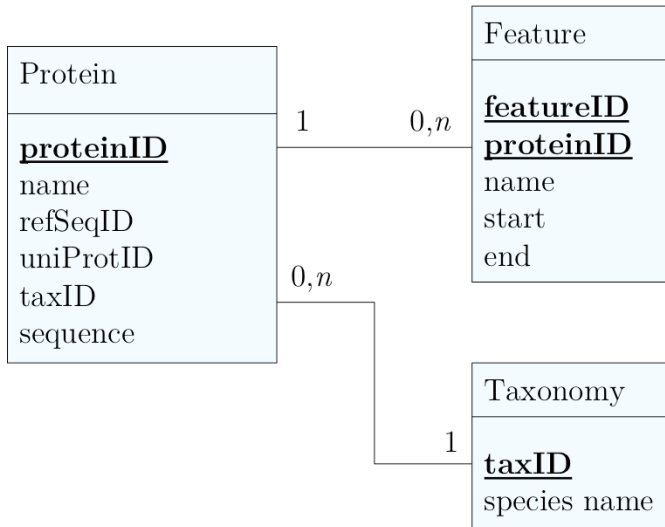 Protein
proteinID
name
refSeqID
uniProtID
taxID
sequence
1
0,n
Feature
featureID
proteinID
name
start
end
0,n
1
Taxonomy
taxID
species name